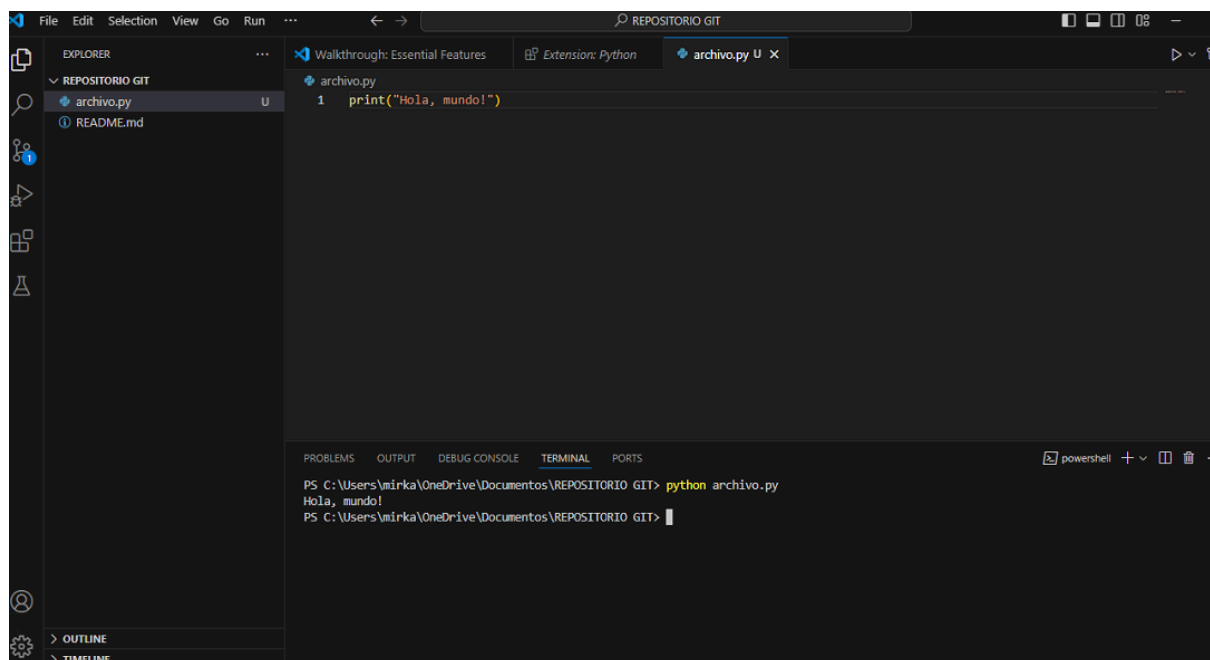 File Edit Selection View Go Run ···
REPOSITORIO GIT
EXPLORER ···
REPOSITORIO GIT
archivo.py U
README.md
1
OUTLINE
TIMELINE
Walkthrough: Essential Features Extension: Python archivo.py U
archivo.py
1 print("Hola, mundo!")
PROBLEMS OUTPUT DEBUG CONSOLE TERMINAL PORTS
powershell
PS C:\Users\mirka\OneDrive\Documentos\REPOSITORIO GIT> python archivo.py
Hola, mundo!
PS C:\Users\mirka\OneDrive\Documentos\REPOSITORIO GIT>